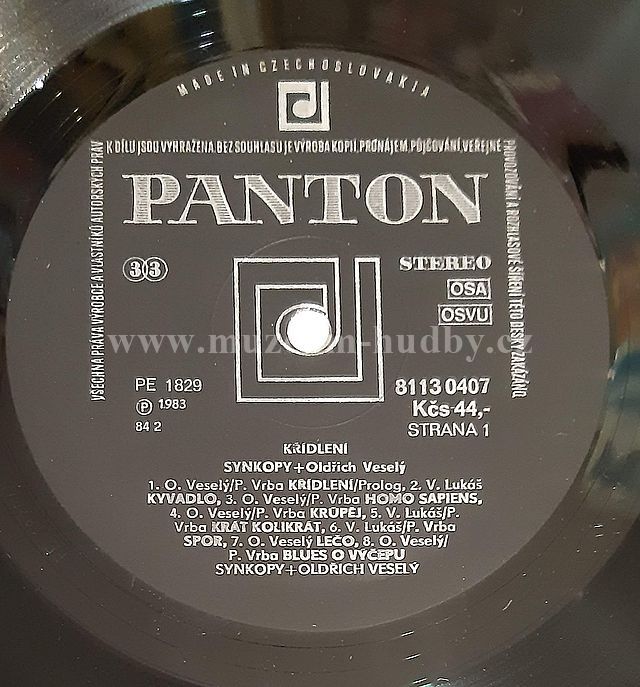 MADE IN CZECHOSLOVAKIA
VŠECHNA PRÁVA VÝROBCE A VLASTNÍKŮ AUTORSKÝCH PRÁV
K DÍLU JSOU VYHRAŽENA. BEZ SOUHLASU JE VÝROBA KOPIÍ, PRONÁJEM, PŮJČOVÁNÍ, VEŘEJNÉ
PROVOZOVÁNÍ A ROZHLASOVÉ ŠÍŘENÍ TÉTO DESKY ZAKÁZÁNO.
PANTON
33
STEREO
OSA
OSVU
www.muzeum-hudby.cz
PE 1829
Ⓟ 1983
84 2
8113 0407
Kčs 44,-
STRANA 1
KŘÍDLENÍ
SYNKOPY+Oldřich Veselý
1. O. Veselý/P. Vrba KŘÍDLENÍ/Prolog, 2. V. Lukáš
KYVADLO, 3. O. Veselý/P. Vrba HOMO SAPIENS,
4. O. Veselý/P. Vrba KRŮPĚJ, 5. V. Lukáš/P.
Vrba KRÁT KOLIKRÁT, 6. V. Lukáš/P. Vrba
SPOR, 7. O. Veselý LEČO, 8. O. Veselý/
P. Vrba BLUES O VÝČEPU
SYNKOPY+OLDŘICH VESELÝ